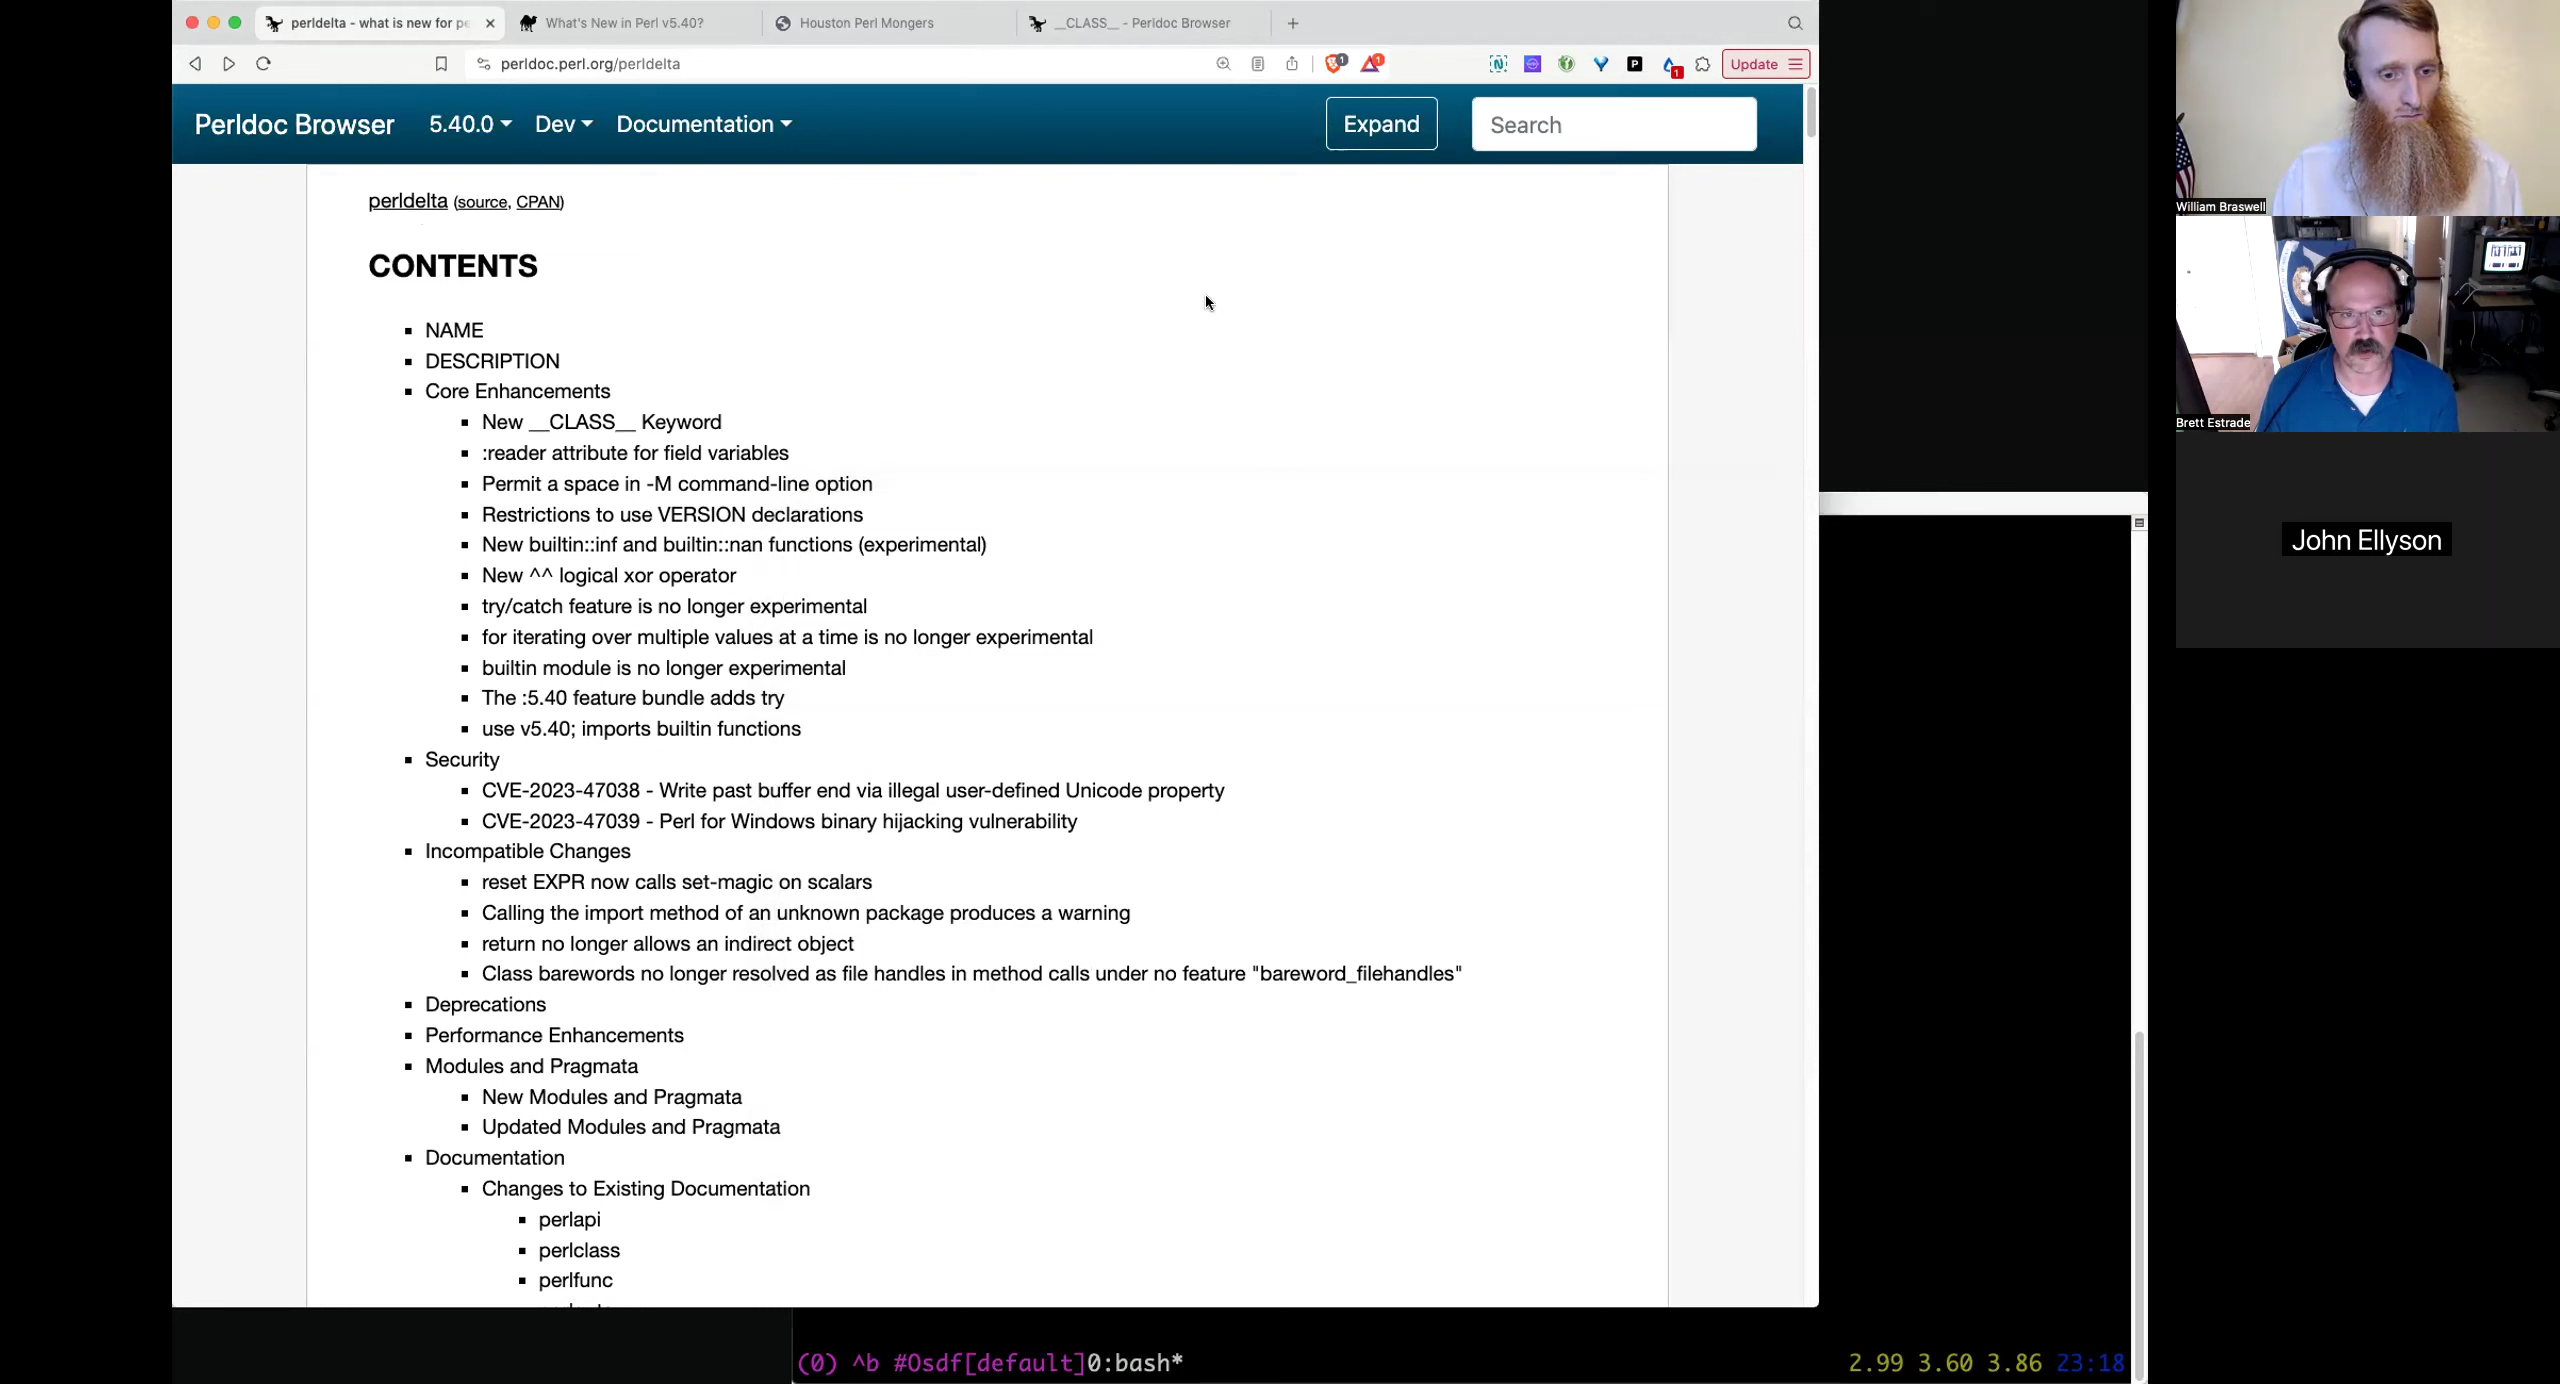 perldelta - what is new for pe
What's New in Perl v5.40?
Houston Perl Mongers
__CLASS__ - Perldoc Browser
perldoc.perl.org/perldelta
Update
Perldoc Browser 5.40.0 Dev Documentation Expand Search
perldelta (source, CPAN)
CONTENTS
NAME
DESCRIPTION
Core Enhancements
New __CLASS__ Keyword
:reader attribute for field variables
Permit a space in -M command-line option
Restrictions to use VERSION declarations
New builtin::inf and builtin::nan functions (experimental)
New ^^ logical xor operator
try/catch feature is no longer experimental
for iterating over multiple values at a time is no longer experimental
builtin module is no longer experimental
The :5.40 feature bundle adds try
use v5.40; imports builtin functions
Security
CVE-2023-47038 - Write past buffer end via illegal user-defined Unicode property
CVE-2023-47039 - Perl for Windows binary hijacking vulnerability
Incompatible Changes
reset EXPR now calls set-magic on scalars
Calling the import method of an unknown package produces a warning
return no longer allows an indirect object
Class barewords no longer resolved as file handles in method calls under no feature "bareword_filehandles"
Deprecations
Performance Enhancements
Modules and Pragmata
New Modules and Pragmata
Updated Modules and Pragmata
Documentation
Changes to Existing Documentation
perlapi
perlclass
perlfunc
(0) ^b #Osdf[default]0:bash* 2.99 3.60 3.86 23:18
William Braswell
Brett Estrade
John Ellyson